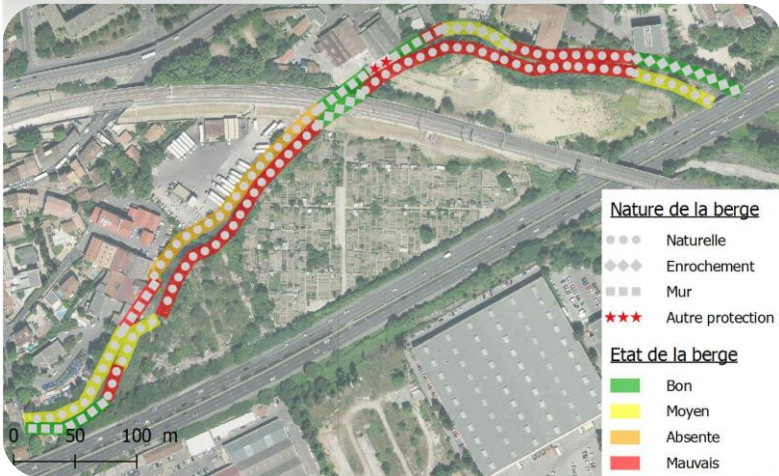 Nature de la berge
Naturelle
Enrochement
Mur
Autre protection
Etat de la berge
Bon
Moyen
Absente
Mauvais
0 50 100 m